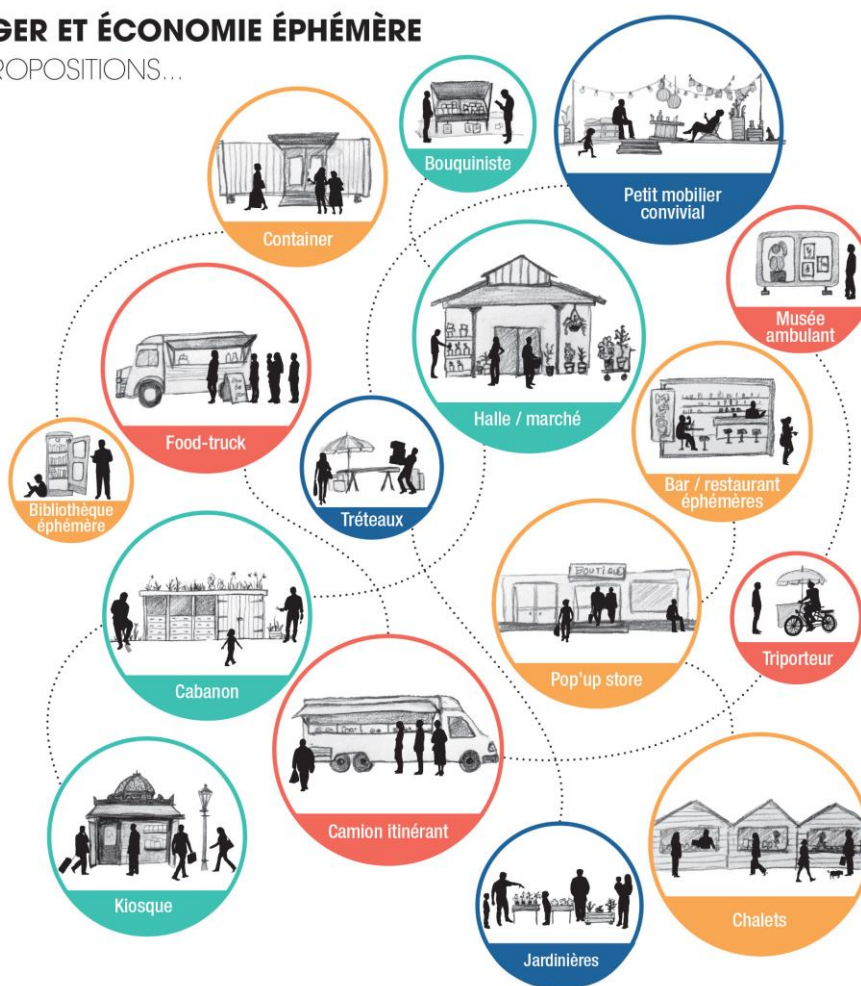 GER ET ÉCONOMIE ÉPHÉMÈRE
ROPOSITIONS...
Bouquiniste
Petit mobilier
convivial
Container
Musée
ambulant
Food-truck
Halle / marché
Bar / restaurant
éphémères
Bibliothèque
éphémère
Tréteaux
BOUTIQUE
Cabanon
Pop'up store
Triporteur
Camion itinérant
Kiosque
Chalets
Jardinières